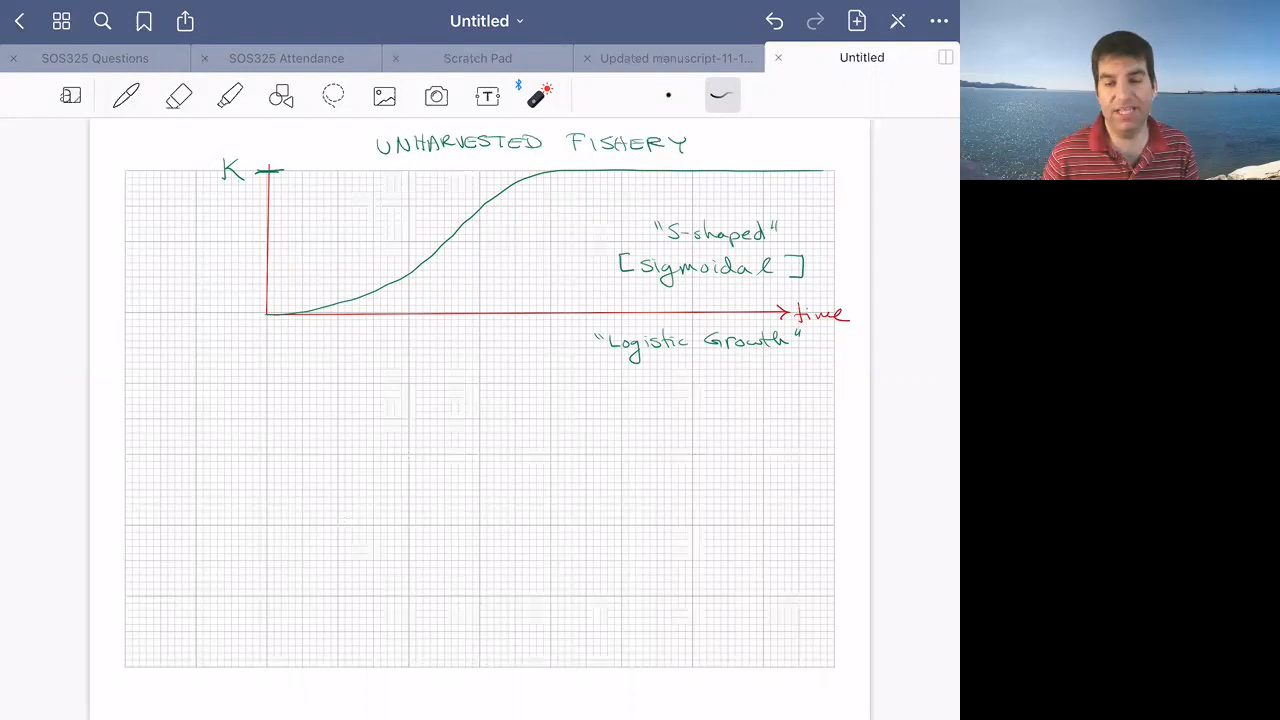 Untitled
SOS325 Questions
SOS325 Attendance
Scratch Pad
Updated manuscript-11-1...
Untitled
UNHARVESTED FISHERY
K
"S-shaped"
[sigmoidal]
time
"Logistic Growth"